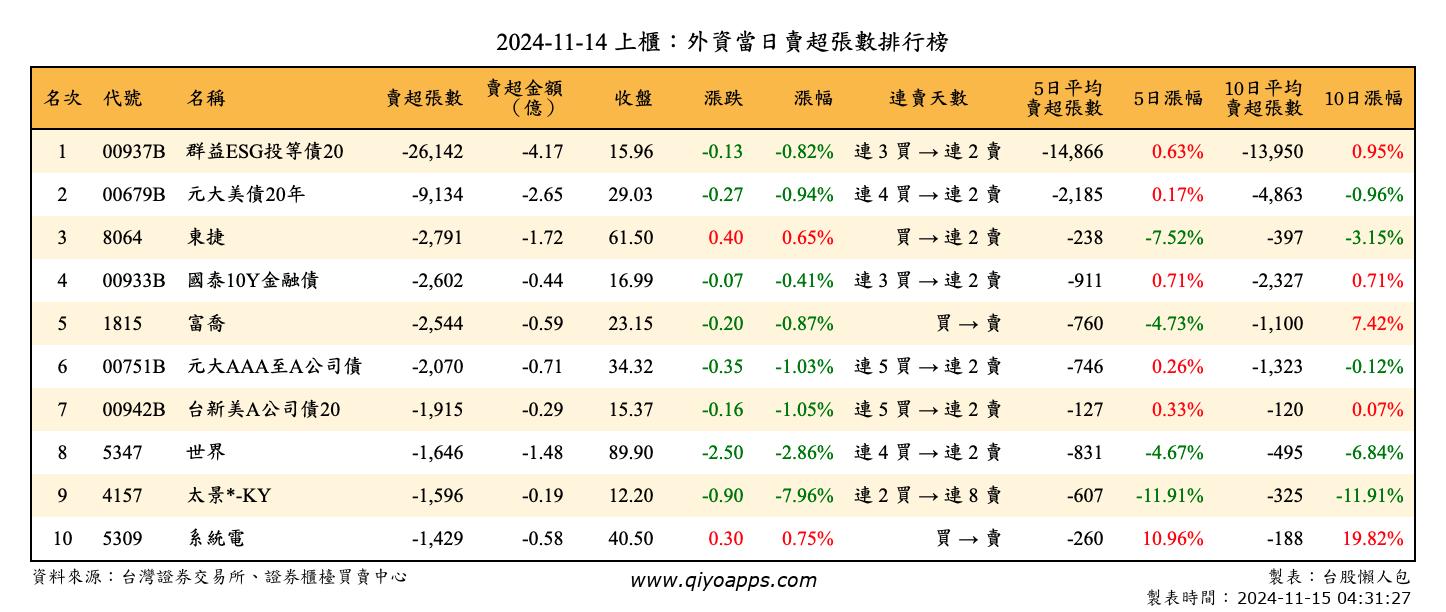 2024-11-14 上櫃：外資當日賣超張數排行榜
名次 代號 名稱 賣超張數 賣超金額（億） 收盤 漲跌 漲幅 連賣天數 5日平均賣超張數 5日漲幅 10日平均賣超張數 10日漲幅
1 00937B 群益ESG投等債20 -26,142 -4.17 15.96 -0.13 -0.82% 連 3 買 → 連 2 賣 -14,866 0.63% -13,950 0.95%
2 00679B 元大美債20年 -9,134 -2.65 29.03 -0.27 -0.94% 連 4 買 → 連 2 賣 -2,185 0.17% -4,863 -0.96%
3 8064 東捷 -2,791 -1.72 61.50 0.40 0.65% 買 → 連 2 賣 -238 -7.52% -397 -3.15%
4 00933B 國泰10Y金融債 -2,602 -0.44 16.99 -0.07 -0.41% 連 3 買 → 連 2 賣 -911 0.71% -2,327 0.71%
5 1815 富喬 -2,544 -0.59 23.15 -0.20 -0.87% 買 → 賣 -760 -4.73% -1,100 7.42%
6 00751B 元大AAA至A公司債 -2,070 -0.71 34.32 -0.35 -1.03% 連 5 買 → 連 2 賣 -746 0.26% -1,323 -0.12%
7 00942B 台新美A公司債20 -1,915 -0.29 15.37 -0.16 -1.05% 連 5 買 → 連 2 賣 -127 0.33% -120 0.07%
8 5347 世界 -1,646 -1.48 89.90 -2.50 -2.86% 連 4 買 → 連 2 賣 -831 -4.67% -495 -6.84%
9 4157 太景*-KY -1,596 -0.19 12.20 -0.90 -7.96% 連 2 買 → 連 8 賣 -607 -11.91% -325 -11.91%
10 5309 系統電 -1,429 -0.58 40.50 0.30 0.75% 買 → 賣 -260 10.96% -188 19.82%
資料來源：台灣證券交易所、證券櫃檯買賣中心 www.qiyoapps.com 製表：台股懶人包
製表時間：2024-11-15 04:31:27